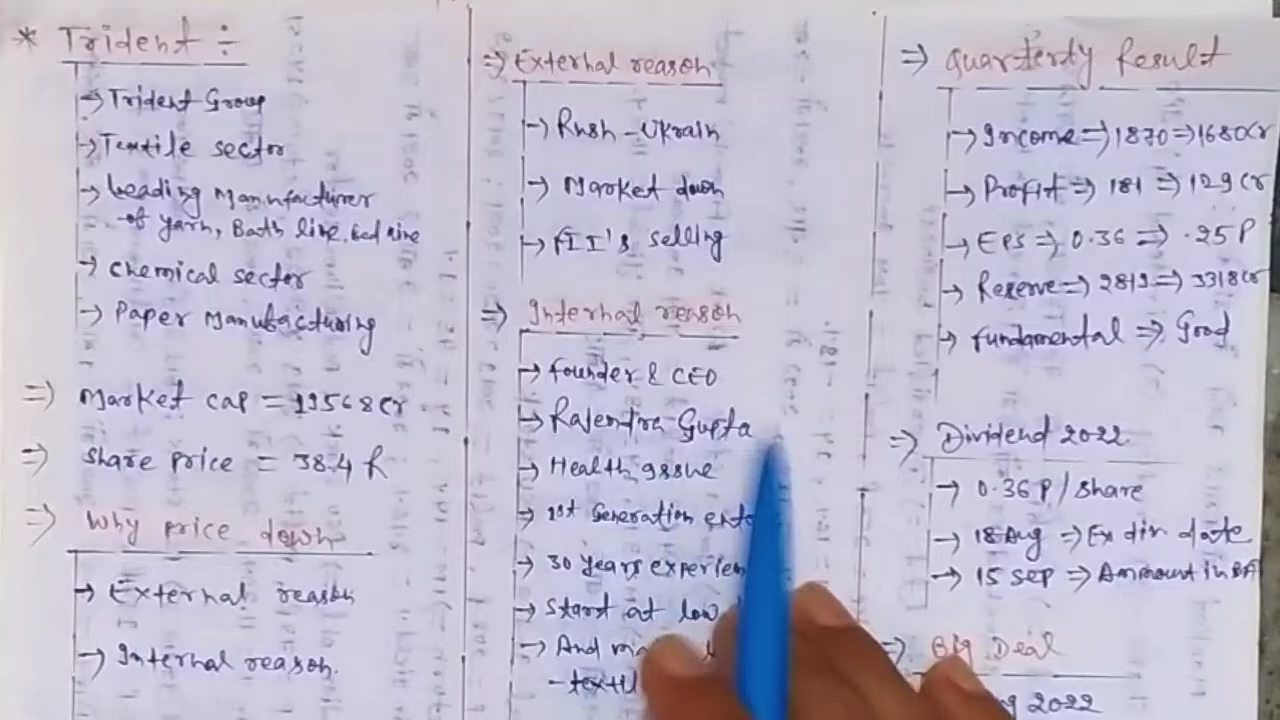 * Trident ÷
→ Trident Group
→ Textile sector
→ Leading Manufacturer
of yarn, Bath line, bed line
→ chemical sector
→ Paper Manufacturing
⇒ Market cap = 19568 Cr
⇒ Share price = 38.4 R
⇒ Why price down
→ External reason
→ Internal reason.
⇒ External reason
→ Rush - Ukrain
→ Market down
→ FII's selling
⇒ Internal reason
→ Founder & CEO
→ Rajendra Gupta
→ Health issue
→ 1st Generation
→ 30 years
→ Start at low
→ And
⇒ Quarterly Result
→ Income ⇒ 1870 ⇒ 1680 Cr
→ Profit ⇒ 181 ⇒ 129 Cr
→ EPS ⇒ 0.36 ⇒ .25 P
→ Reserve ⇒ 2819 ⇒ 3318 Cr
→ Fundamental ⇒ Good
⇒ Dividend 2022
→ 0.36 P / Share
→ 18 Aug ⇒ Ex div date
→ 15 Sep ⇒ Ammount in BA
⇒ Big Deal
2022